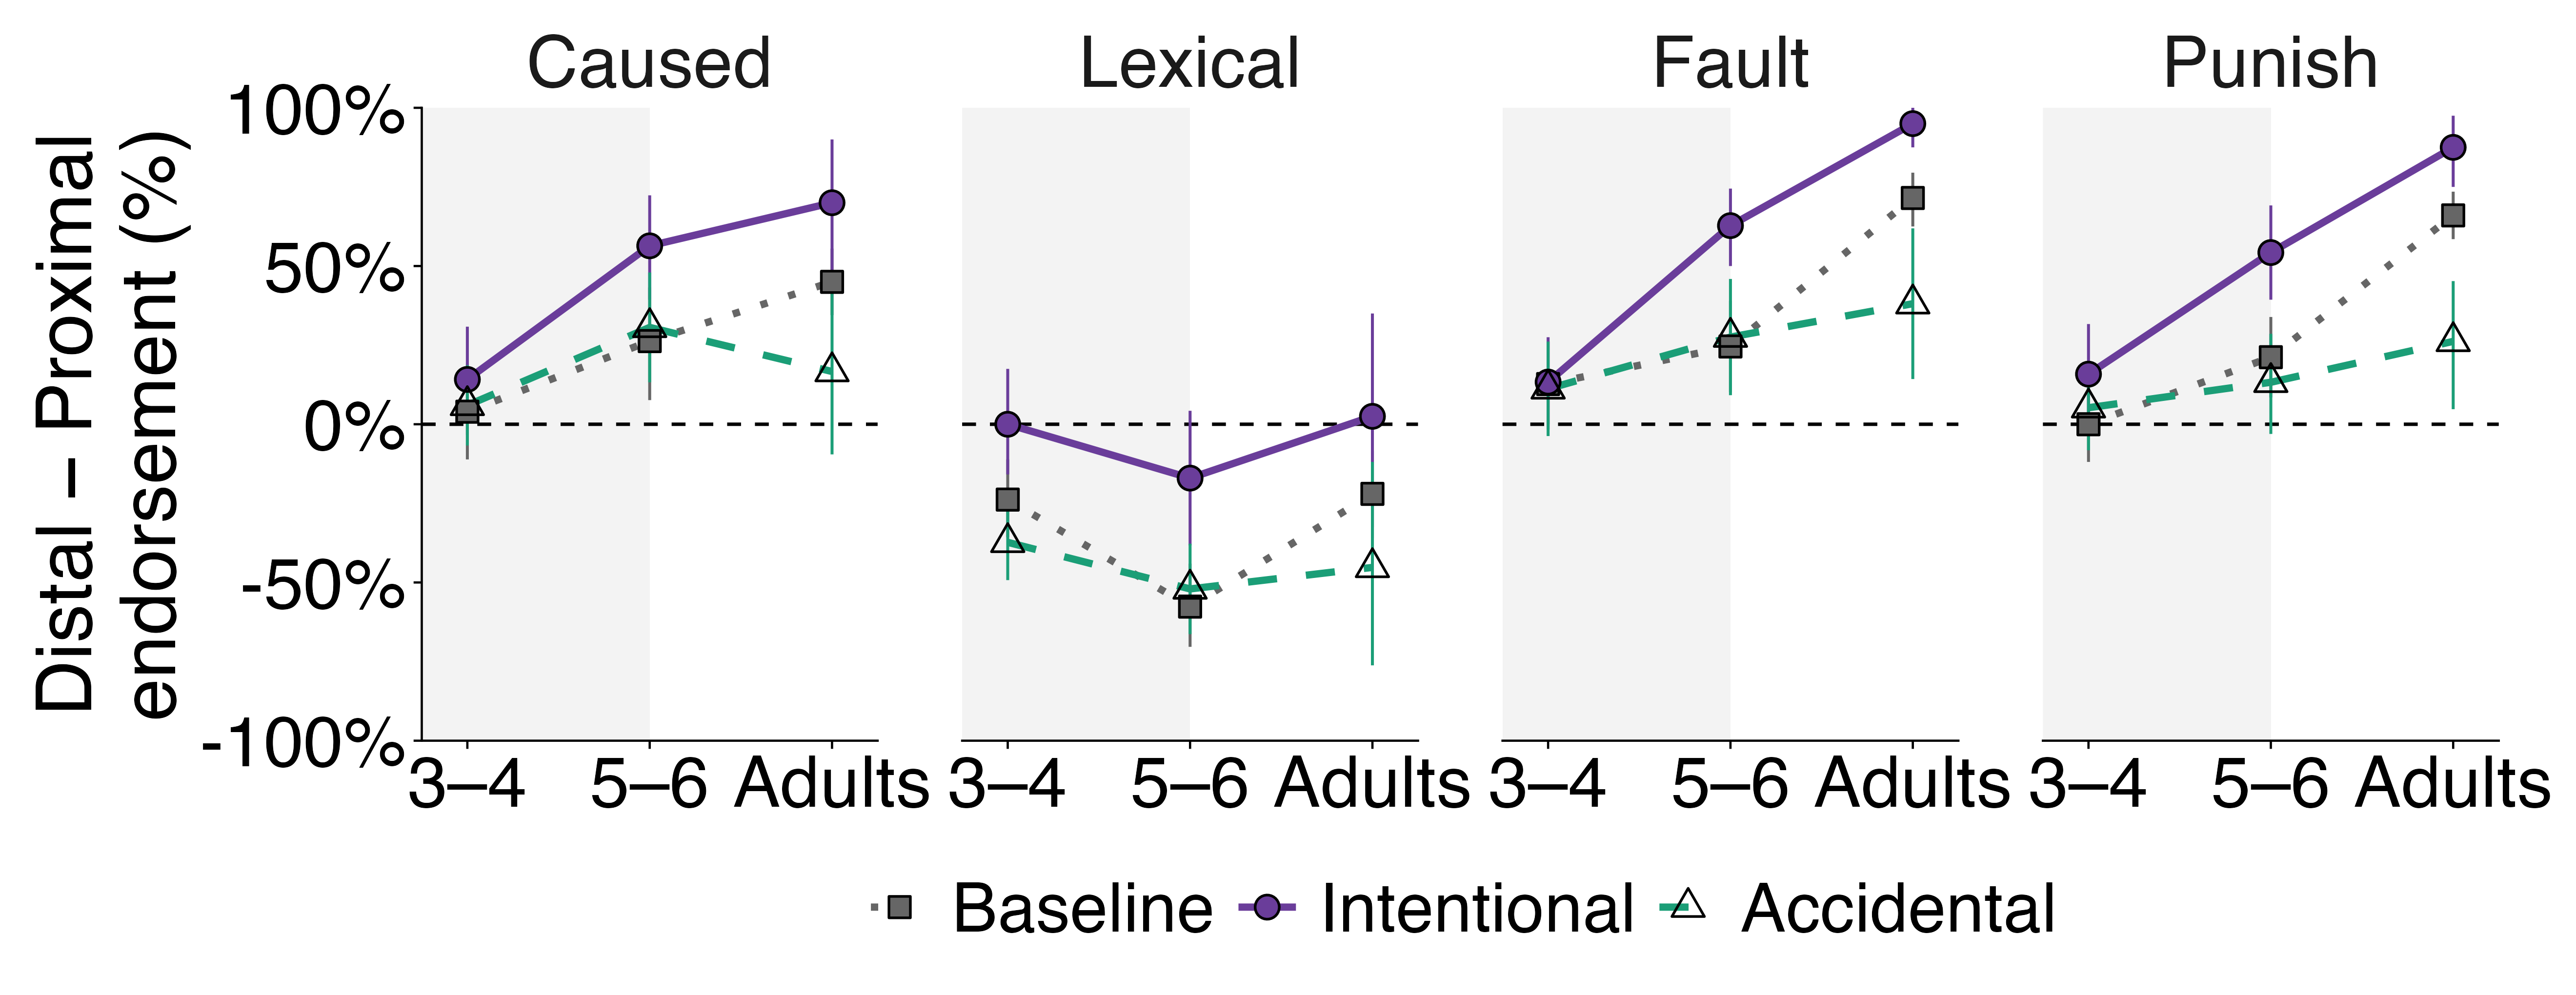 Caused Lexical Fault Punish
Distal – Proximal
endorsement (%)
100%
50%
0%
-50%
-100%
3–4 5–6 Adults 3–4 5–6 Adults 3–4 5–6 Adults 3–4 5–6 Adults
Baseline Intentional Accidental